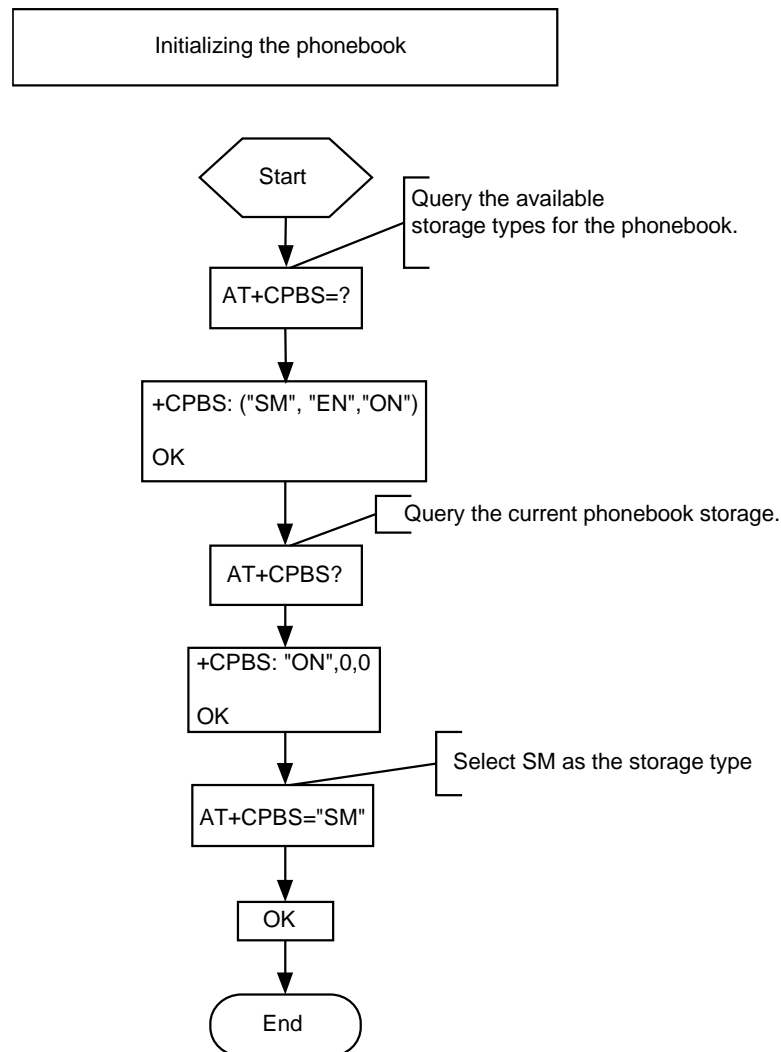 Initializing the phonebook
Start
Query the available
storage types for the phonebook.
AT+CPBS=?
+CPBS: ("SM", "EN","ON")
OK
Query the current phonebook storage.
AT+CPBS?
+CPBS: "ON",0,0
OK
Select SM as the storage type
AT+CPBS="SM"
OK
End